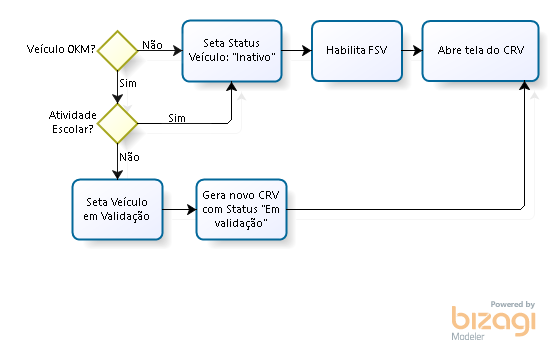 Veículo OKM?
Não
Seta Status
Veículo: "Inativo"
Habilita FSV
Abre tela do CRV
Sim
Atividade
Escolar?
Sim
Não
Seta Veículo
em Validação
Gera novo CRV
com Status "Em
validação"
Powered by
bizagi
Modeler